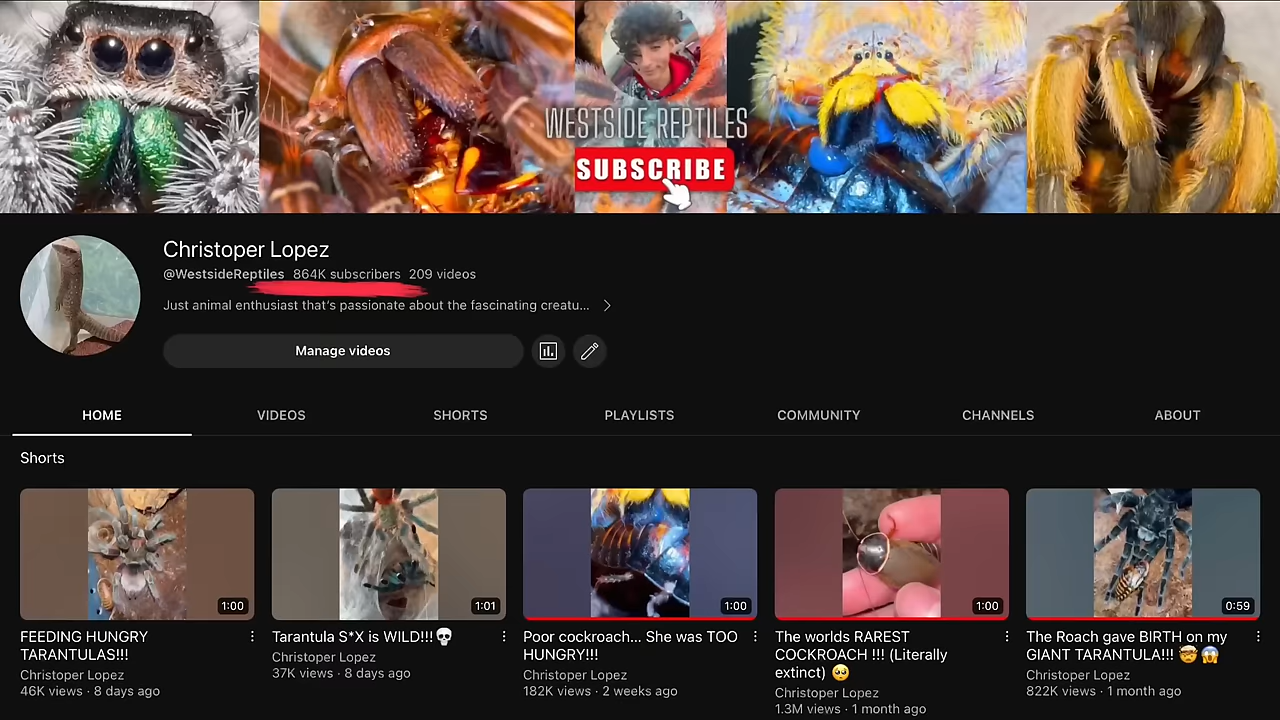 WESTSIDE REPTILES
SUBSCRIBE
Christoper Lopez
@WestsideReptiles 864K subscribers 209 videos
Just animal enthusiast that's passionate about the fascinating creatu...
Manage videos
HOME VIDEOS SHORTS PLAYLISTS COMMUNITY CHANNELS ABOUT
Shorts
1:00
FEEDING HUNGRY
TARANTULAS!!!
Christoper Lopez
46K views · 8 days ago
1:01
Tarantula S*X is WILD!!!💀
Christoper Lopez
37K views · 8 days ago
1:00
Poor cockroach... She was TOO
HUNGRY!!!
Christoper Lopez
182K views · 2 weeks ago
1:00
The worlds RAREST
COCKROACH !!! (Literally
extinct) 🥺
Christoper Lopez
1.3M views · 1 month ago
0:59
The Roach gave BIRTH on my
GIANT TARANTULA!!! 🤯😱
Christoper Lopez
822K views · 1 month ago